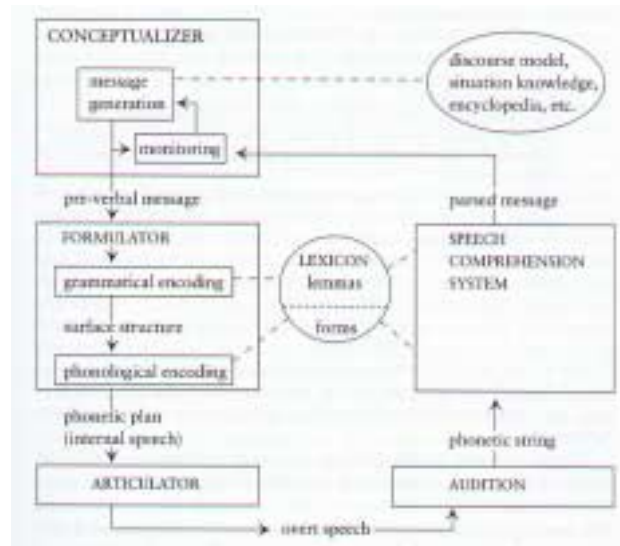 CONCEPTUALIZER
message
generation
monitoring
discourse model,
situation knowledge,
encyclopedia, etc.
pre-verbal message
parsed message
FORMULATOR
grammatical encoding
surface structure
phonological encoding
LEXICON
lemmas
forms
SPEECH
COMPREHENSION
SYSTEM
phonetic plan
(internal speech)
phonetic string
ARTICULATOR
AUDITION
overt speech